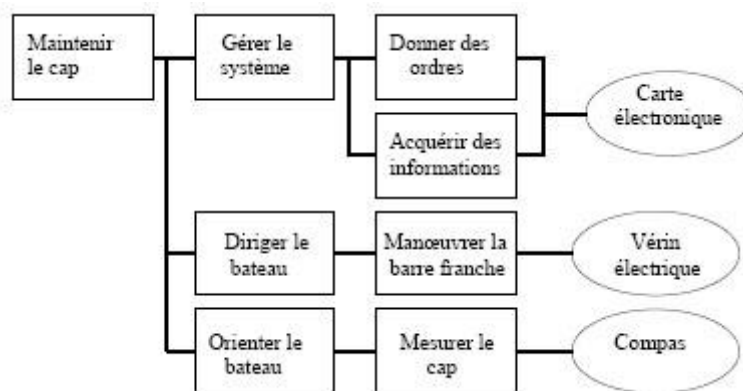 Maintenir
le cap
Gérer le
système
Donner des
ordres
Acquérir des
informations
Carte
électronique
Diriger le
bateau
Manœuvrer la
barre franche
Vérin
électrique
Orienter le
bateau
Mesurer le
cap
Compas